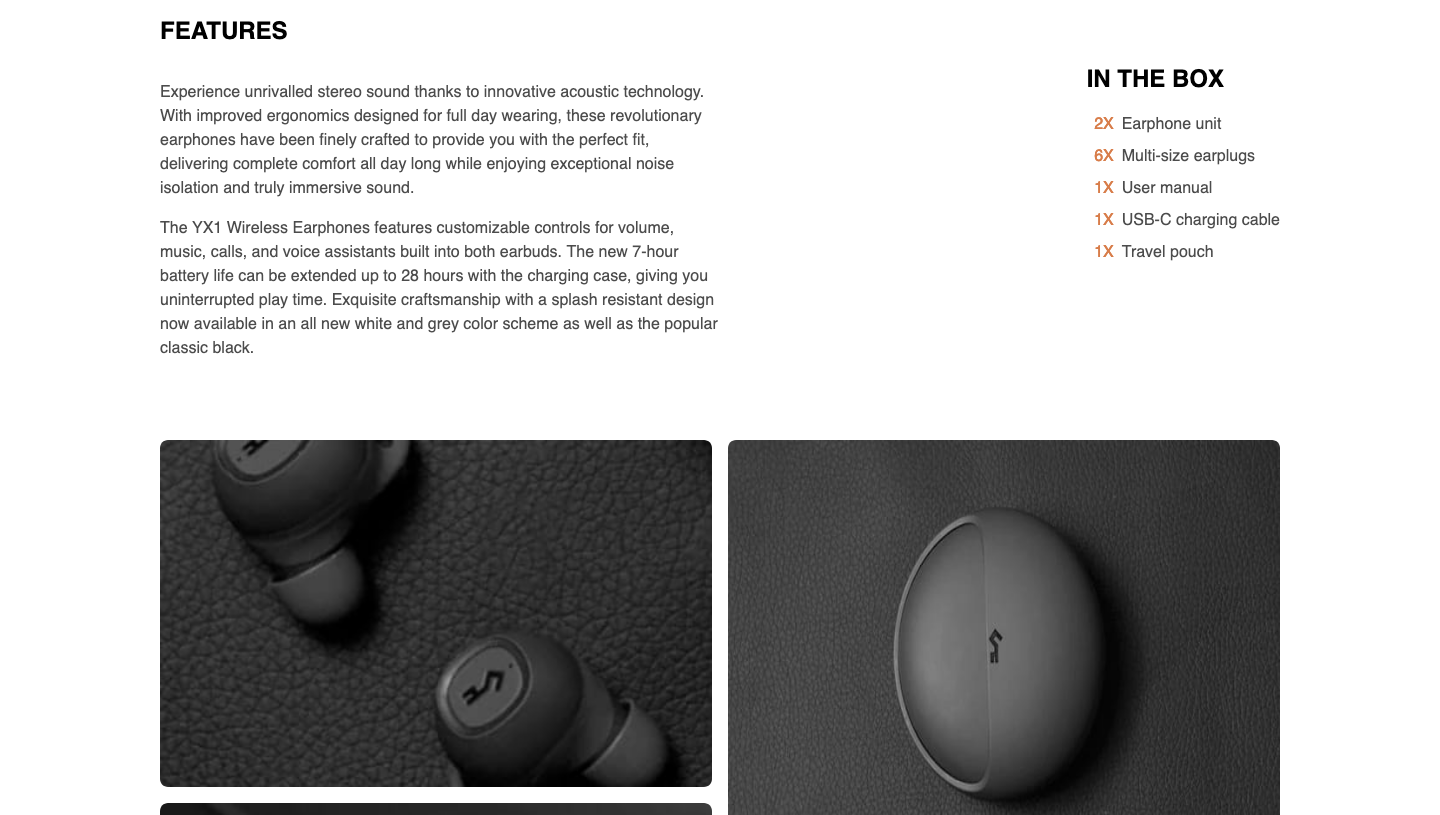 FEATURES
Experience unrivalled stereo sound thanks to innovative acoustic technology.
With improved ergonomics designed for full day wearing, these revolutionary
earphones have been finely crafted to provide you with the perfect fit,
delivering complete comfort all day long while enjoying exceptional noise
isolation and truly immersive sound.
The YX1 Wireless Earphones features customizable controls for volume,
music, calls, and voice assistants built into both earbuds. The new 7-hour
battery life can be extended up to 28 hours with the charging case, giving you
uninterrupted play time. Exquisite craftsmanship with a splash resistant design
now available in an all new white and grey color scheme as well as the popular
classic black.
IN THE BOX
2X Earphone unit
6X Multi-size earplugs
1X User manual
1X USB-C charging cable
1X Travel pouch